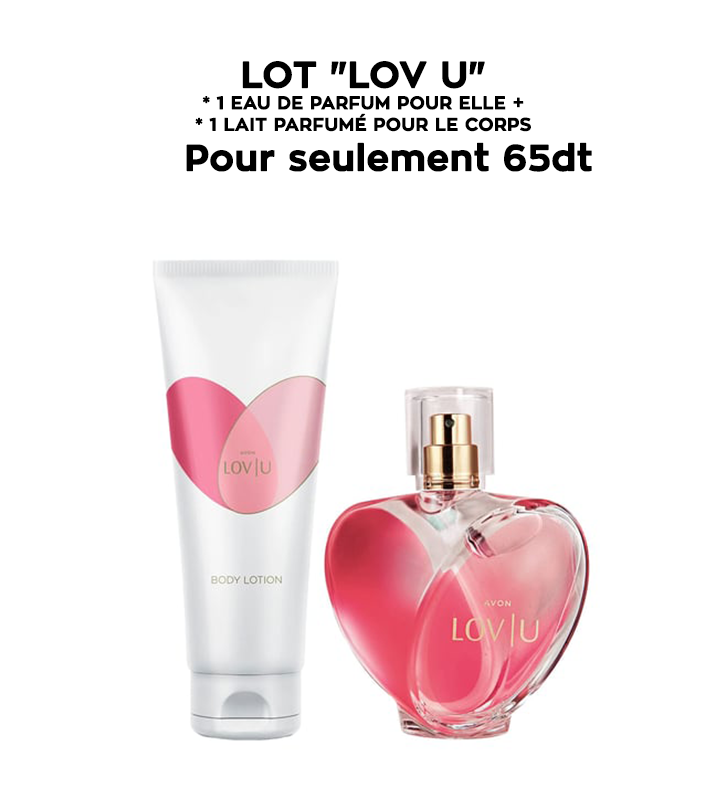 LOT "LOV U"
* 1 EAU DE PARFUM POUR ELLE +
* 1 LAIT PARFUMÉ POUR LE CORPS
Pour seulement 65dt
AVON
LOV|U
BODY LOTION
AVON
LOV|U